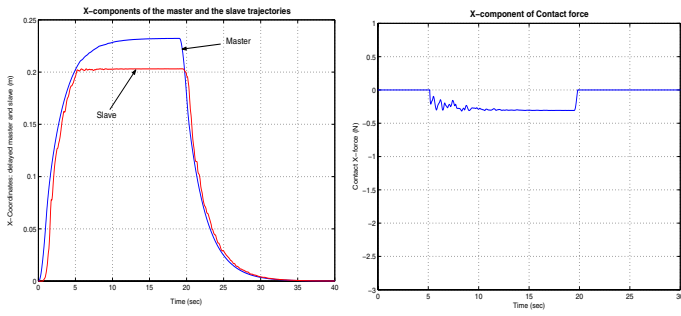 X-components of the master and the slave trajectories
0.25
0.2
0.15
0.1
0.05
0
X-Coordinates: delayed master and slave (m)
Master
Slave
0 5 10 15 20 25 30 35 40
Time (sec)
X-component of Contact force
1
0.5
0
−0.5
−1
−1.5
−2
−2.5
−3
Contact X-force (N)
0 5 10 15 20 25 30
Time (sec)